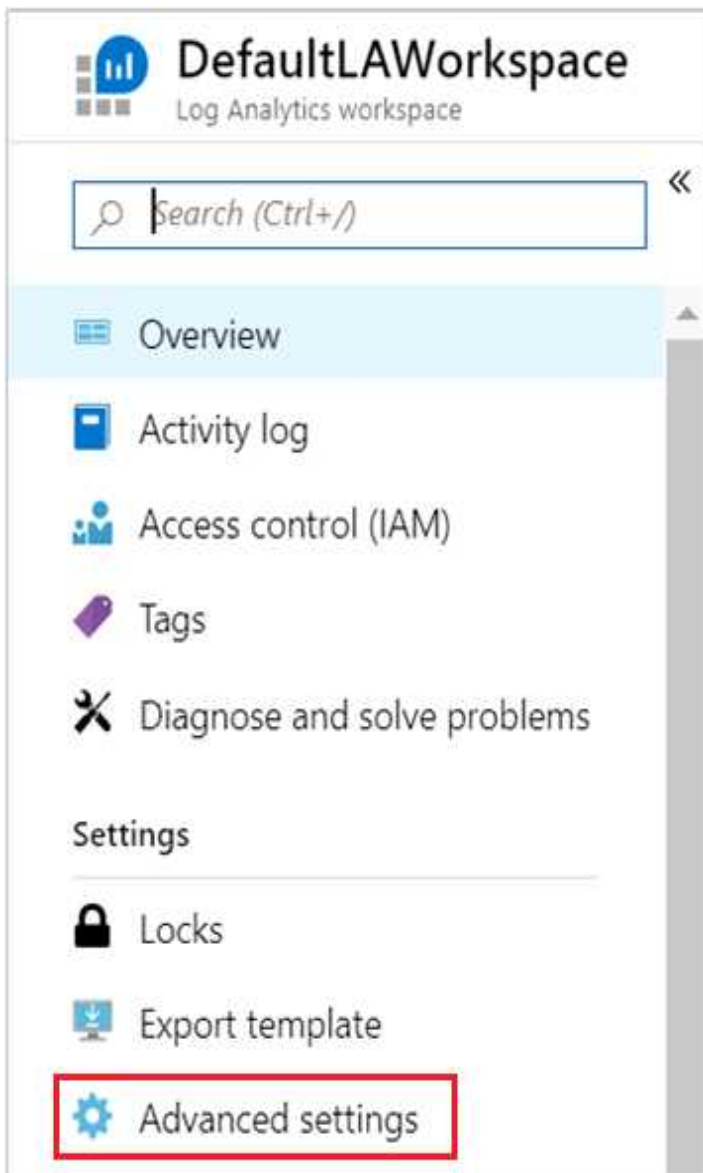 DefaultLAWorkspace
Log Analytics workspace
«
Search (Ctrl+/)
Overview
Activity log
Access control (IAM)
Tags
Diagnose and solve problems
Settings
Locks
Export template
Advanced settings